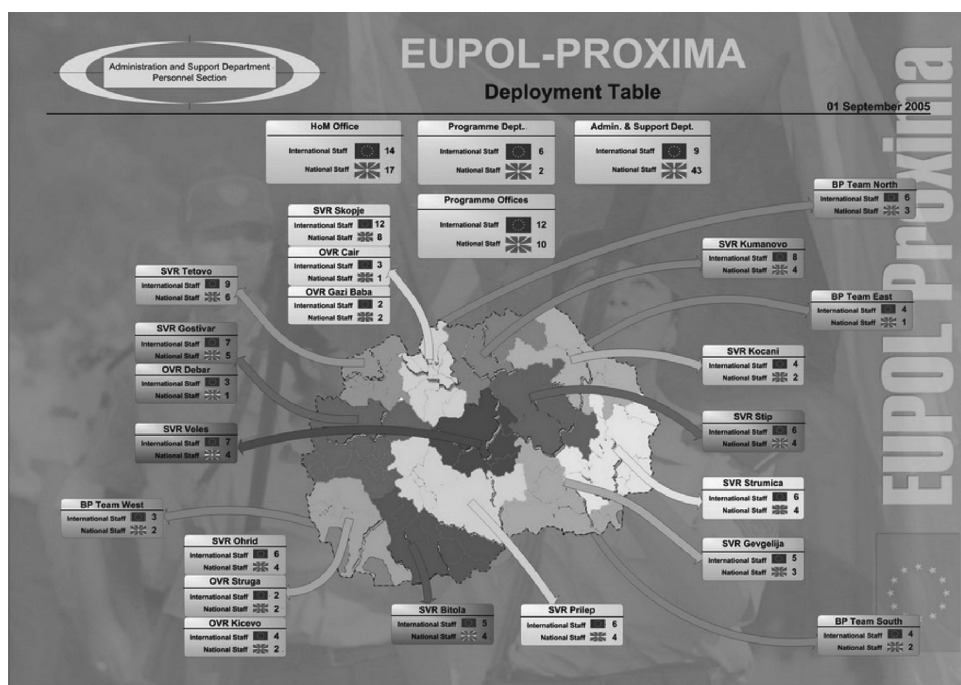 Administration and Support Department
Personnel Section
EUPOL-PROXIMA
Deployment Table
01 September 2005
EUPOL Proxima
HoM Office
International Staff 14
National Staff 17
Programme Dept..
International Staff 6
National Staff 2
Admin. & Support Dept.
International Staff 9
National Staff 43
Programme Offices
International Staff 12
National Staff 10
BP Team North
International Staff 6
National Staff 3
SVR Skopje
International Staff 12
National Staff 8
OVR Cair
International Staff 3
National Staff 1
OVR Gazi Baba
International Staff 2
National Staff 2
SVR Kumanovo
International Staff 8
National Staff 4
SVR Tetovo
International Staff 9
National Staff 6
BP Team East
International Staff 4
National Staff 1
SVR Gostivar
International Staff 7
National Staff 5
OVR Debar
International Staff 3
National Staff 1
SVR Kocani
International Staff 4
National Staff 2
SVR Veles
International Staff 7
National Staff 4
SVR Stip
International Staff 6
National Staff 4
SVR Strumica
International Staff 6
National Staff 4
BP Team West
International Staff 3
National Staff 2
SVR Ohrid
International Staff 6
National Staff 4
OVR Struga
International Staff 2
National Staff 2
OVR Kicevo
International Staff 4
National Staff 2
SVR Gevgelija
International Staff 5
National Staff 3
SVR Bitola
International Staff 5
National Staff 4
SVR Prilep
International Staff 6
National Staff 4
BP Team South
International Staff 4
National Staff 2